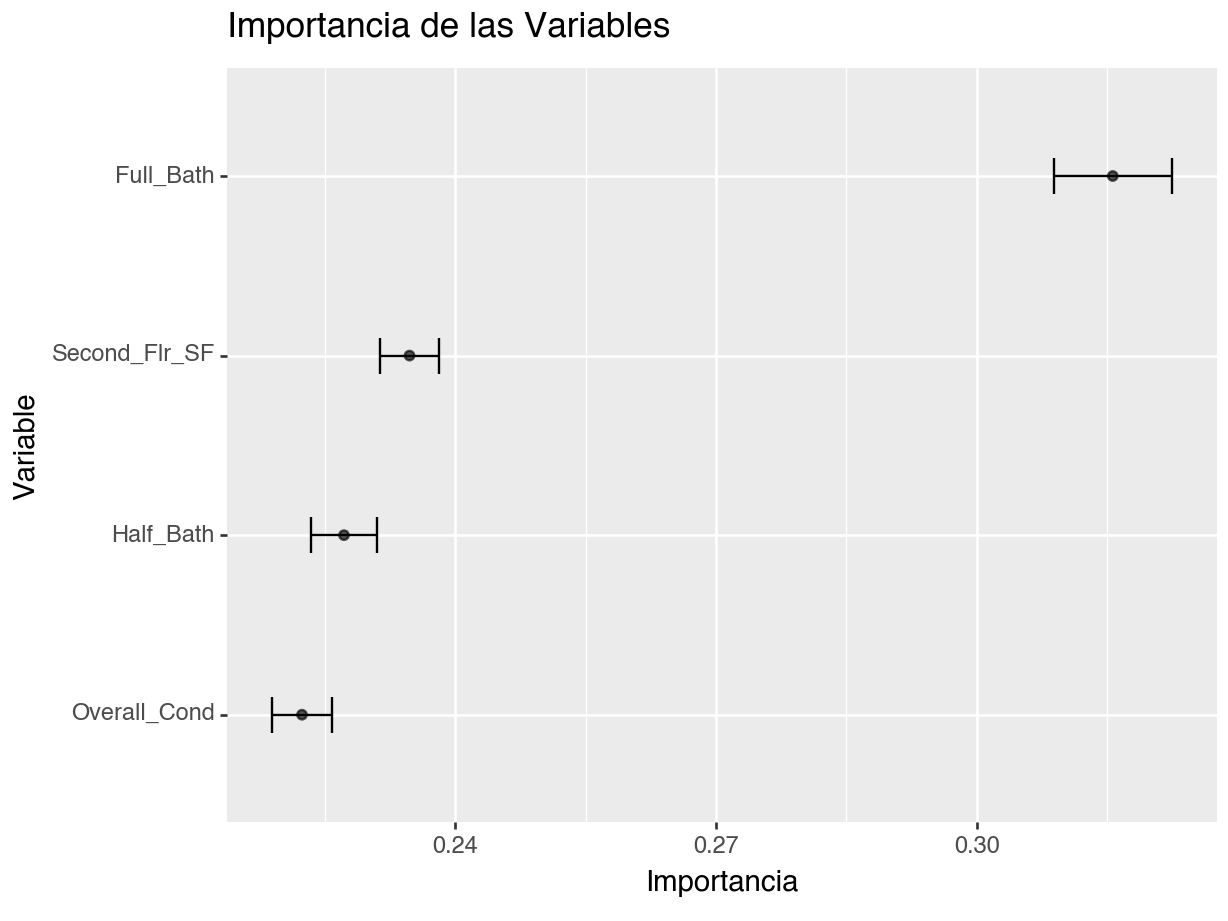 Importancia de las Variables
Full_Bath
Second_Flr_SF
Half_Bath
Overall_Cond
Variable
0.24
0.27
0.30
Importancia